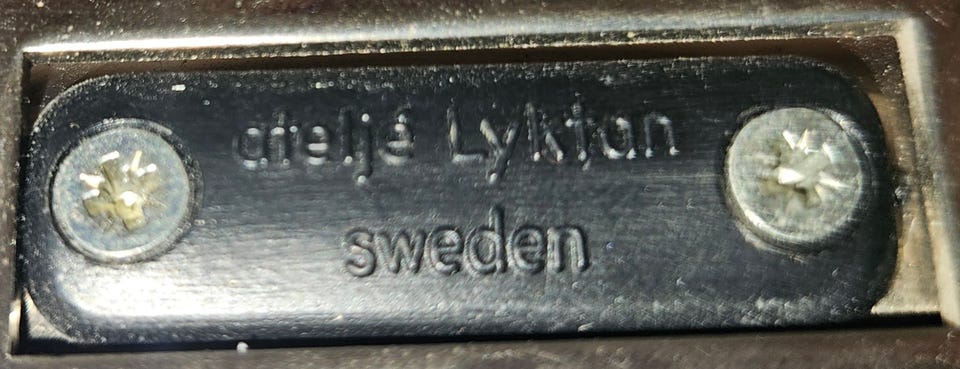 ateljé Lyktan
sweden